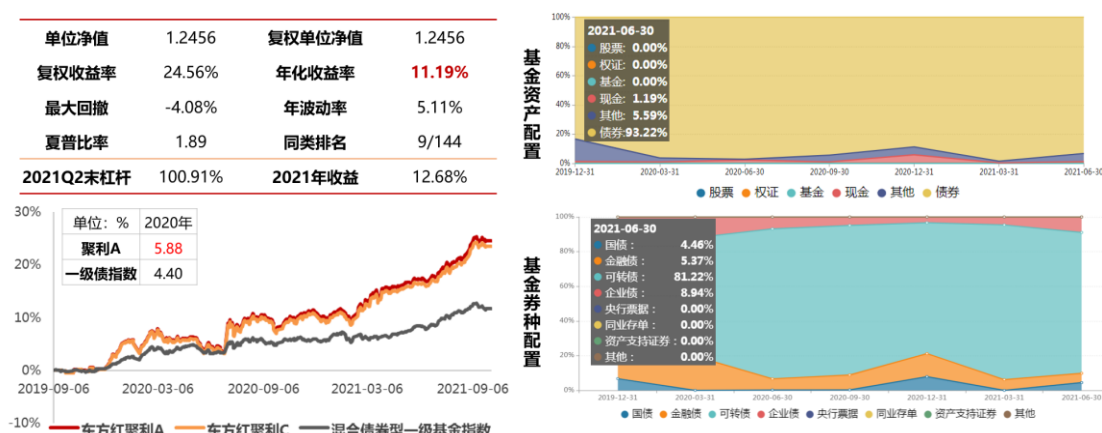 单位净值 1.2456 复权单位净值 1.2456
复权收益率 24.56% 年化收益率 11.19%
最大回撤 -4.08% 年波动率 5.11%
夏普比率 1.89 同类排名 9/144
2021Q2末杠杆 100.91% 2021年收益 12.68%
30%
20%
10%
0%
-10%
单位：% 2020年
聚利A 5.88
一级债指数 4.40
2019-09-06 2020-03-06 2020-09-06 2021-03-06 2021-09-06
东方红聚利A 东方红聚利C 混合债券型一级基金指数
基金资产配置
100%
80%
60%
40%
20%
0%
2021-06-30
股票: 0.00%
权证: 0.00%
基金: 0.00%
现金: 1.19%
其他: 5.59%
债券:93.22%
2019-12-31 2020-03-31 2020-06-30 2020-09-30 2020-12-31 2021-03-31 2021-06-30
股票 权证 基金 现金 其他 债券
基金券种配置
100%
80%
60%
40%
20%
0%
2021-06-30
国债： 4.46%
金融债： 5.37%
可转债： 81.22%
企业债： 8.94%
央行票据： 0.00%
同业存单： 0.00%
资产支持证券：0.00%
其他： 0.00%
2019-12-31 2020-03-31 2020-06-30 2020-09-30 2020-12-31 2021-03-31 2021-06-30
国债 金融债 可转债 企业债 央行票据 同业存单 资产支持证券 其他